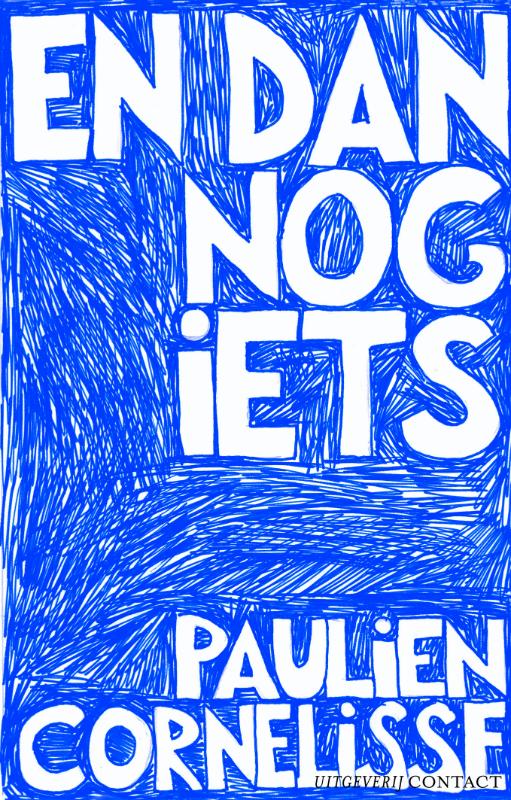 EN DAN
NOG
iETS
PAULiEN
CORNELiSSE
UITGEVERIJ CONTACT